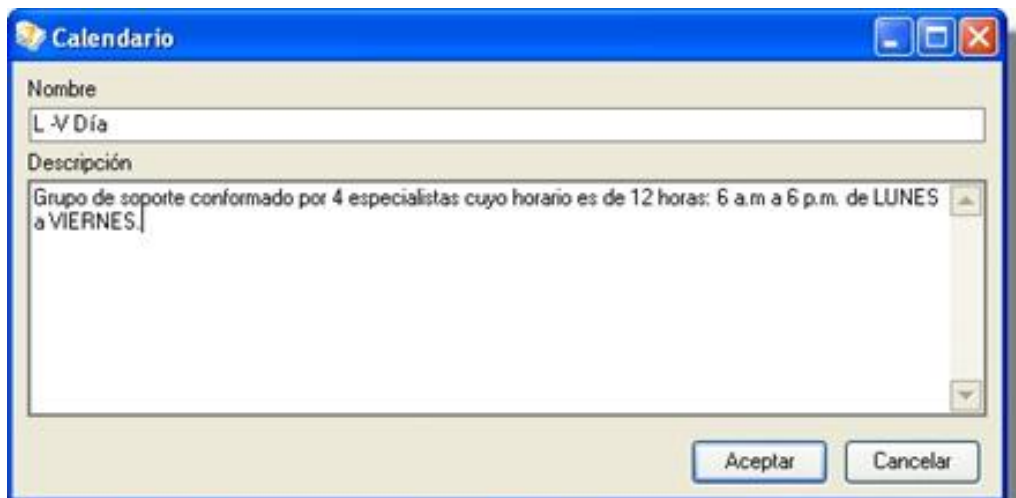 Calendario
Nombre
L -V Día
Descripción
Grupo de soporte conformado por 4 especialistas cuyo horario es de 12 horas: 6 a.m a 6 p.m. de LUNES
a VIERNES.
Aceptar Cancelar